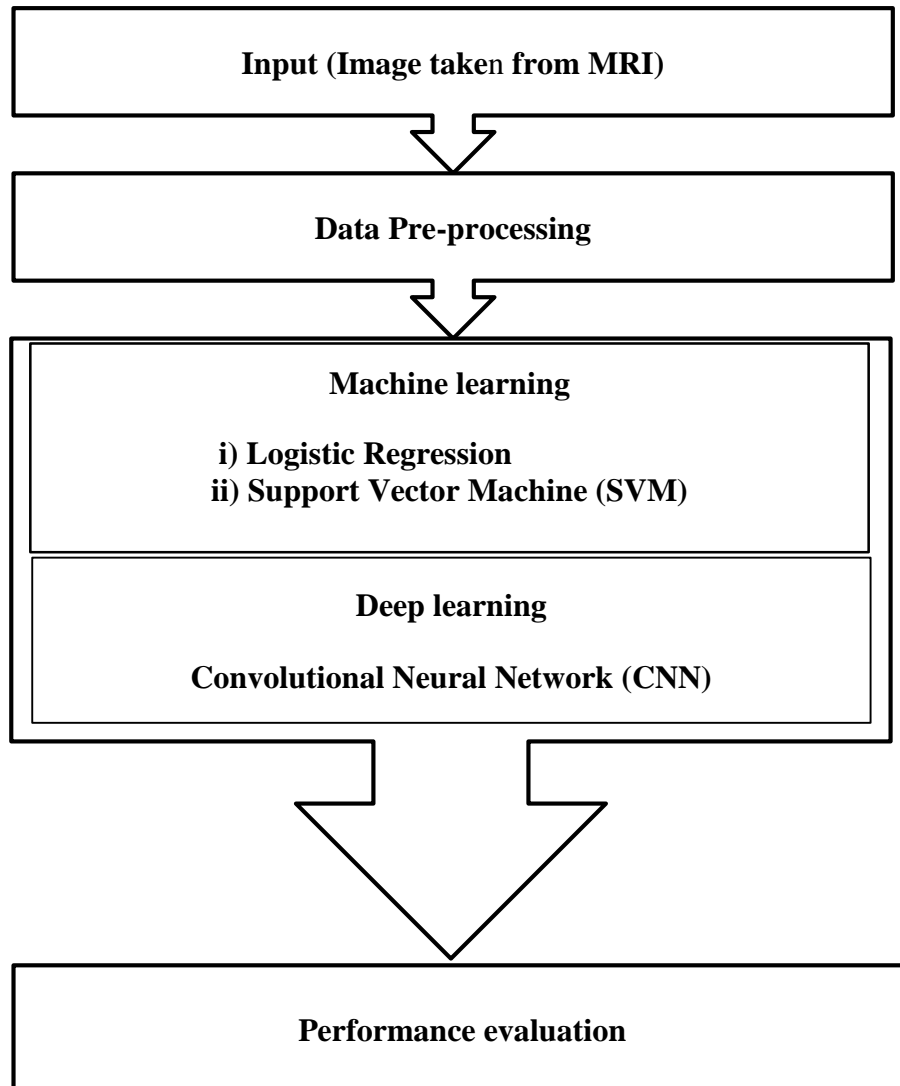 Input (Image taken from MRI)
Data Pre-processing
Machine learning
i) Logistic Regression
ii) Support Vector Machine (SVM)
Deep learning
Convolutional Neural Network (CNN)
Performance evaluation